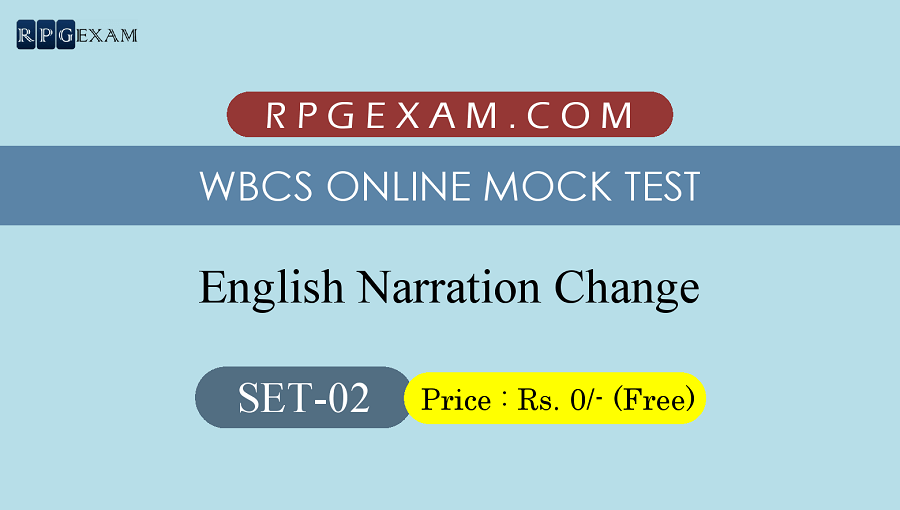 RPGEXAM
RPGEXAM.COM
WBCS ONLINE MOCK TEST
English Narration Change
SET-02
Price : Rs. 0/- (Free)